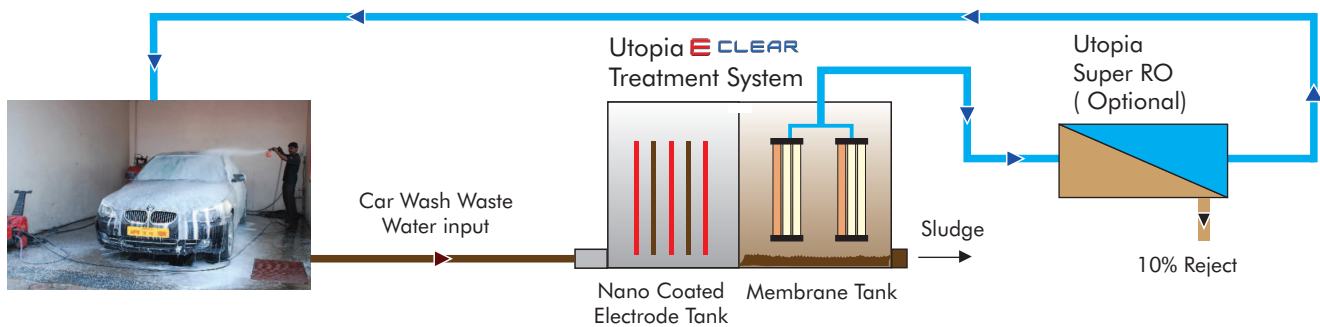 Utopia E CLEAR
Treatment System
Utopia
Super RO
( Optional)
Car Wash Waste
Water input
Sludge
10% Reject
Nano Coated
Electrode Tank
Membrane Tank